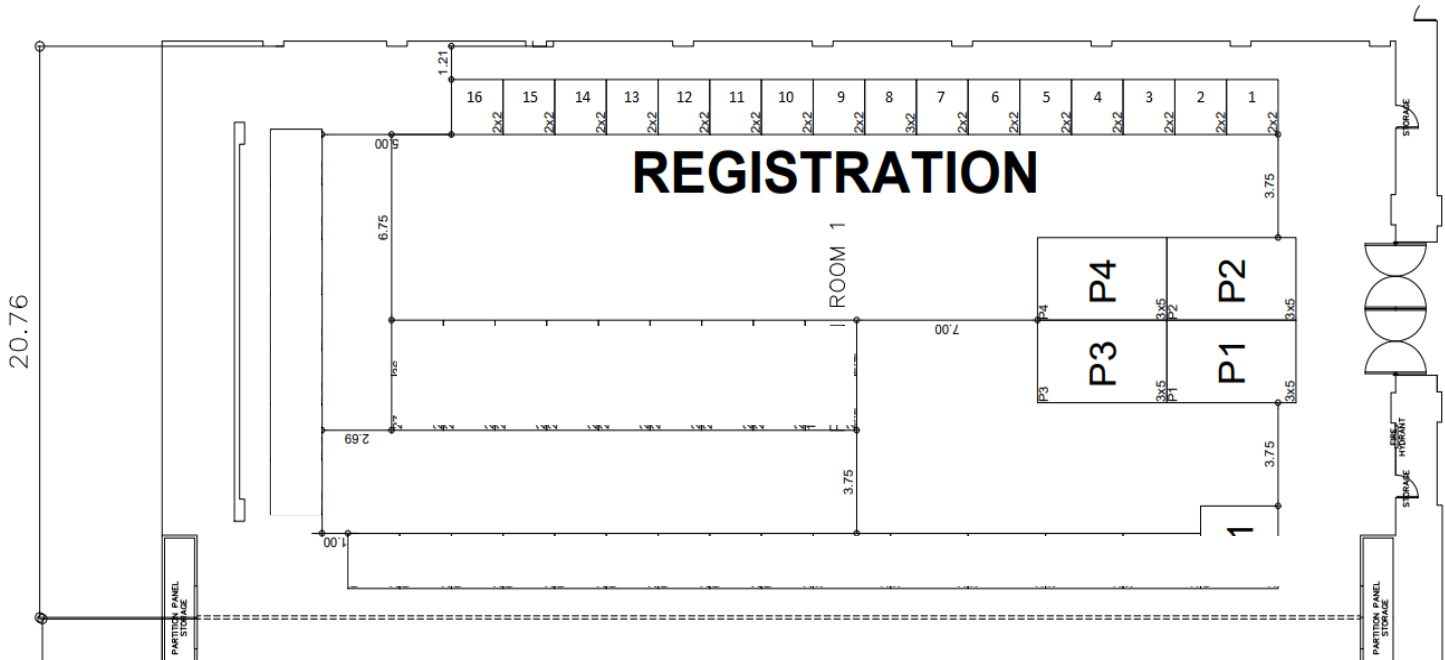 1.21
16 15 14 13 12 11 10 9 8 7 6 5 4 3 2 1
2x2 2x2 2x2 2x2 2x2 2x2 2x2 2x2 3x2 2x2 2x2 2x2 2x2 2x2 2x2 2x2
STORAGE
5.00
REGISTRATION
3.75
6.75
ROOM 1
P4 P2
P4 3x5 P2 3x5
20.76
7.00
P3 P1
P3 3x5 P1 3x5
2.69
FIRE
HYDRANT
3.75
3.75
STORAGE
1
1.00
PARTITION PANEL
STORAGE
PARTITION PANEL
STORAGE